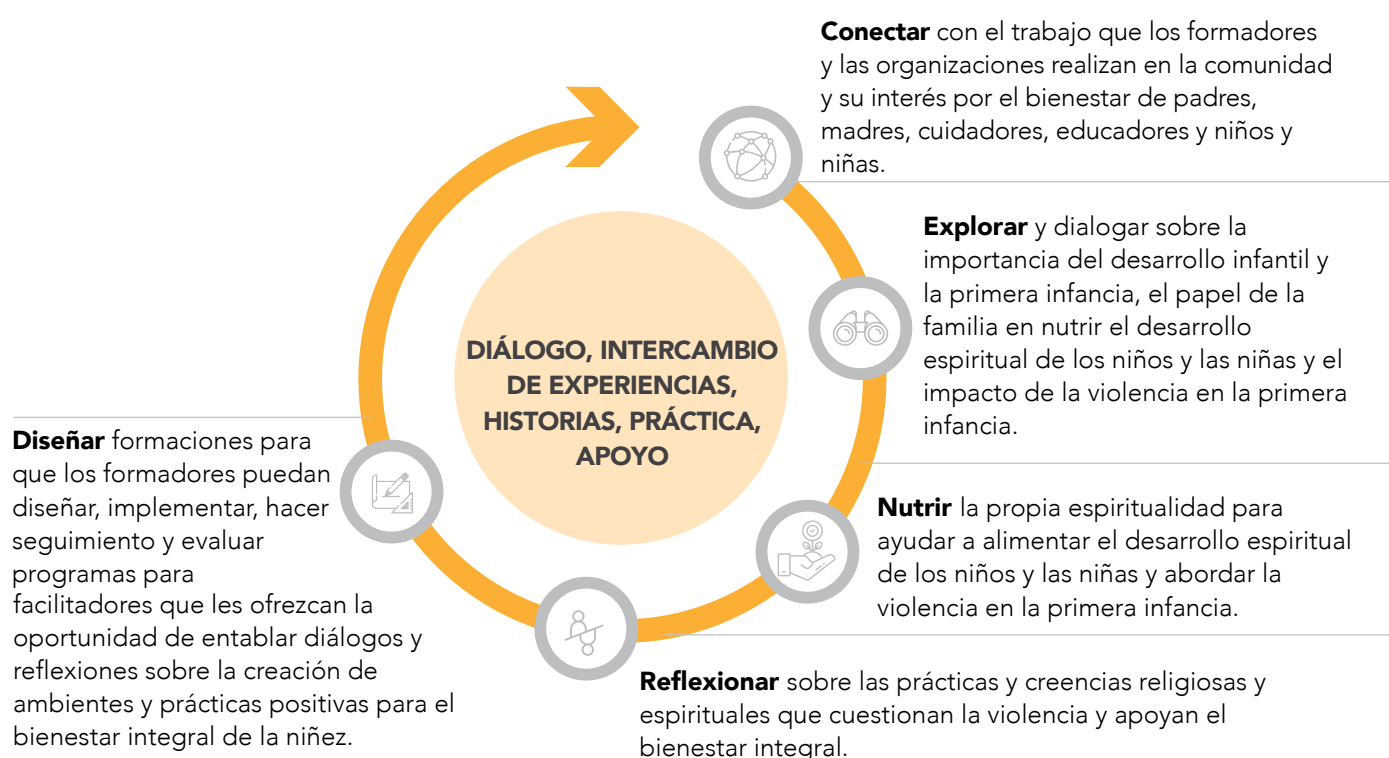 Conectar con el trabajo que los formadores
y las organizaciones realizan en la comunidad
y su interés por el bienestar de padres,
madres, cuidadores, educadores y niños y
niñas.
Explorar y dialogar sobre la
importancia del desarrollo infantil y
la primera infancia, el papel de la
familia en nutrir el desarrollo
espiritual de los niños y las niñas y el
impacto de la violencia en la primera
infancia.
Nutrir la propia espiritualidad para
ayudar a alimentar el desarrollo espiritual
de los niños y las niñas y abordar la
violencia en la primera infancia.
Reflexionar sobre las prácticas y creencias religiosas y
espirituales que cuestionan la violencia y apoyan el
bienestar integral.
Diseñar formaciones para
que los formadores puedan
diseñar, implementar, hacer
seguimiento y evaluar
programas para
facilitadores que les ofrezcan la
oportunidad de entablar diálogos y
reflexiones sobre la creación de
ambientes y prácticas positivas para el
bienestar integral de la niñez.
DIÁLOGO, INTERCAMBIO
DE EXPERIENCIAS,
HISTORIAS, PRÁCTICA,
APOYO